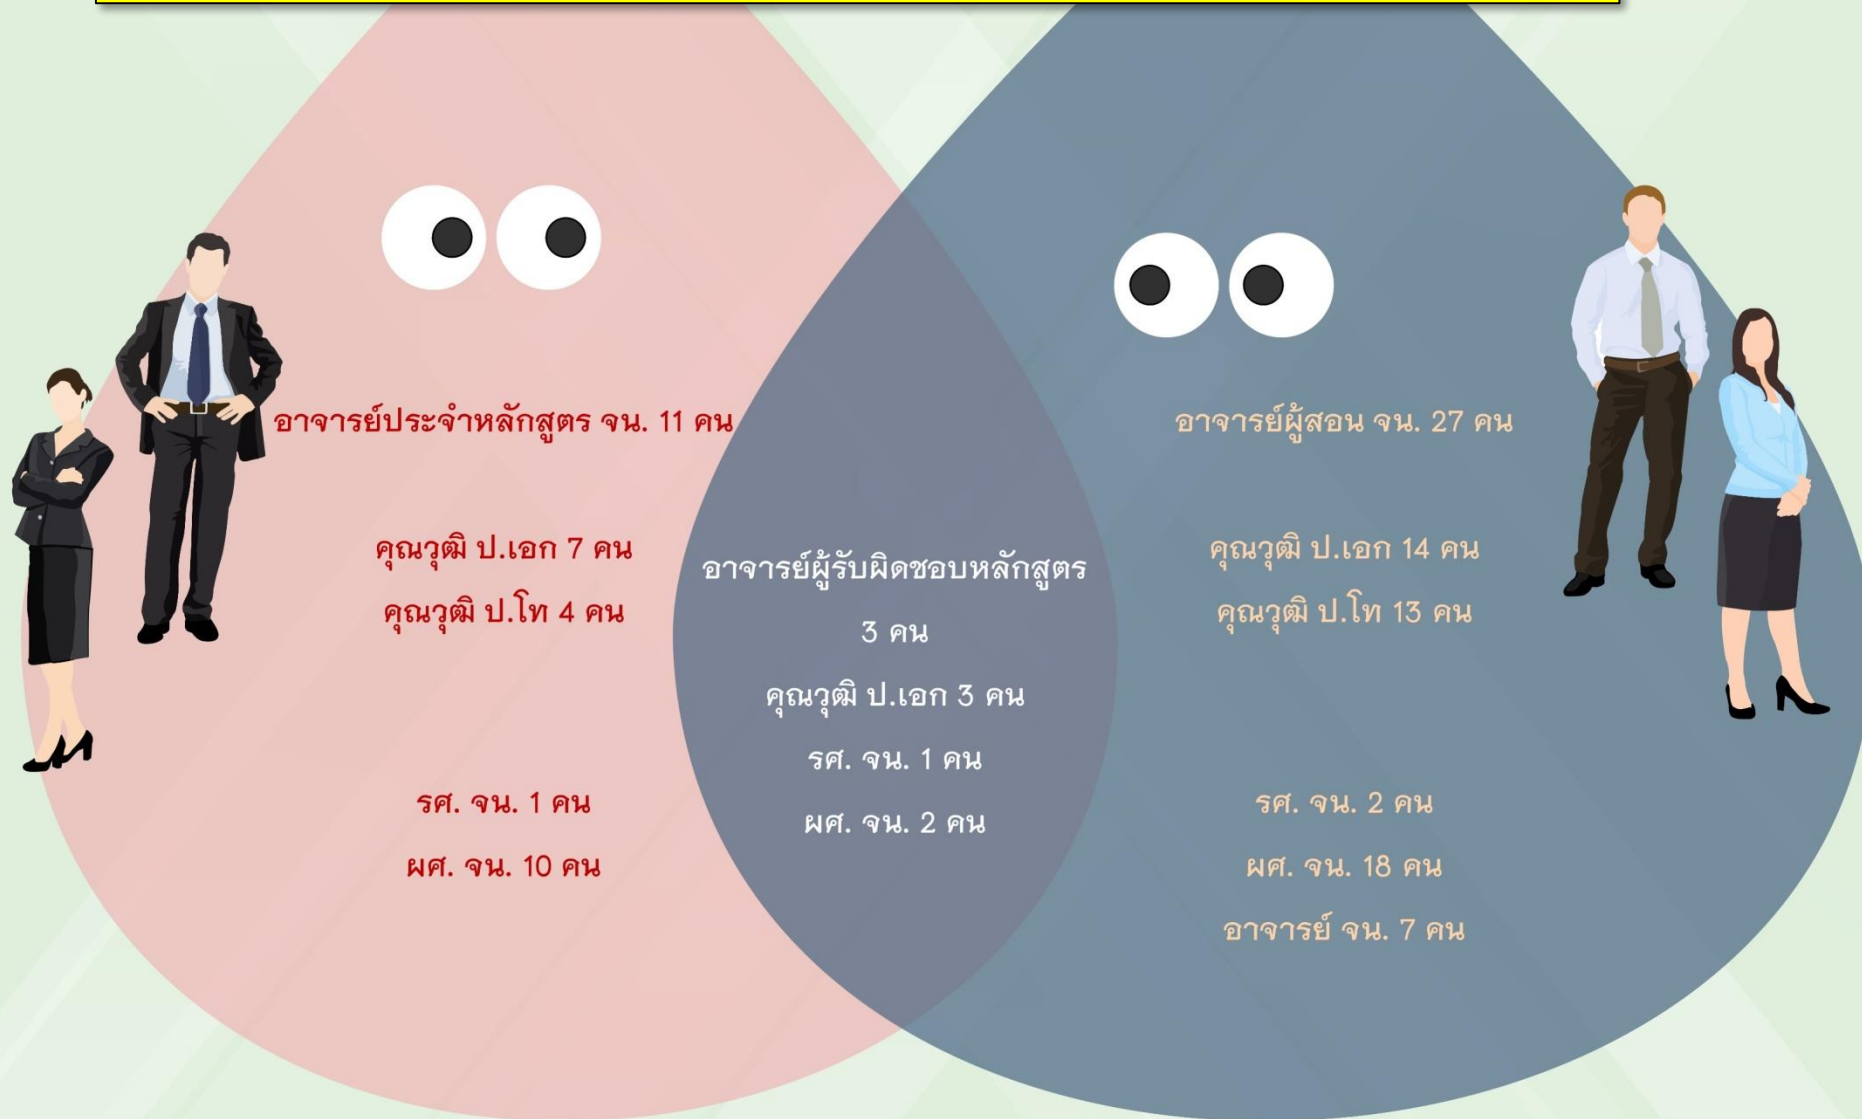 อาจารย์ประจำหลักสูตร จน. 11 คน
คุณวุฒิ ป.เอก 7 คน
คุณวุฒิ ป.โท 4 คน
รศ. จน. 1 คน
ผศ. จน. 10 คน
อาจารย์ผู้รับผิดชอบหลักสูตร
3 คน
คุณวุฒิ ป.เอก 3 คน
รศ. จน. 1 คน
ผศ. จน. 2 คน
อาจารย์ผู้สอน จน. 27 คน
คุณวุฒิ ป.เอก 14 คน
คุณวุฒิ ป.โท 13 คน
รศ. จน. 2 คน
ผศ. จน. 18 คน
อาจารย์ จน. 7 คน